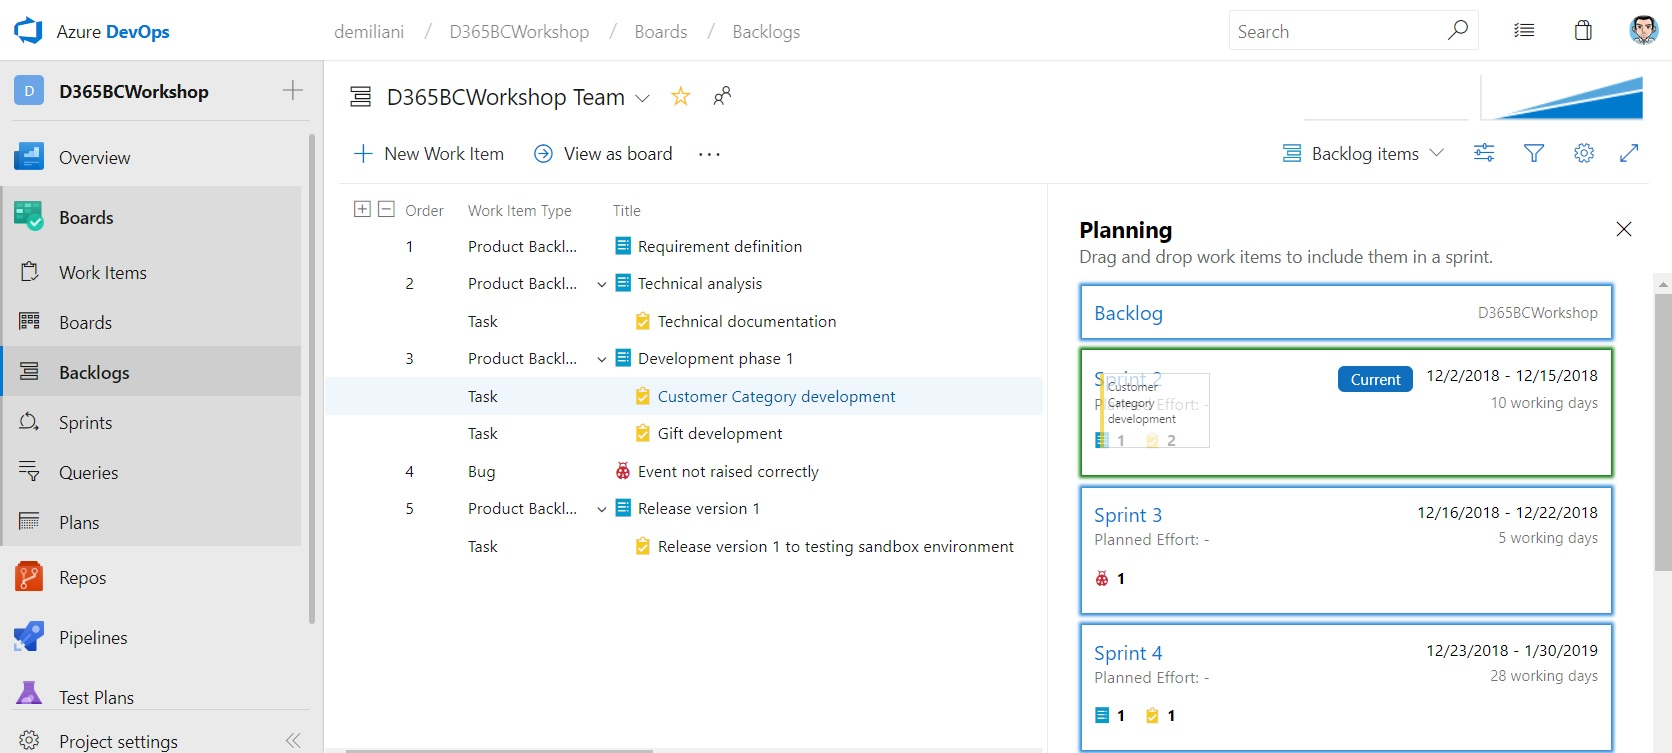 Azure DevOps
demiliani / D365BCWorkshop / Boards / Backlogs
Search
D D365BCWorkshop
Overview
Boards
Work Items
Boards
Backlogs
Sprints
Queries
Plans
Repos
Pipelines
Test Plans
Project settings
D365BCWorkshop Team
New Work Item View as board
Backlog items
Order Work Item Type Title
1 Product Backl... Requirement definition
2 Product Backl... Technical analysis
Task Technical documentation
3 Product Backl... Development phase 1
Task Customer Category development
Task Gift development
4 Bug Event not raised correctly
5 Product Backl... Release version 1
Task Release version 1 to testing sandbox environment
Planning
Drag and drop work items to include them in a sprint.
Backlog D365BCWorkshop
Sprint 2 Current 12/2/2018 - 12/15/2018
Planned Effort: - 10 working days
Customer
Category
development
1 2
Sprint 3 12/16/2018 - 12/22/2018
Planned Effort: - 5 working days
1
Sprint 4 12/23/2018 - 1/30/2019
Planned Effort: - 28 working days
1 1